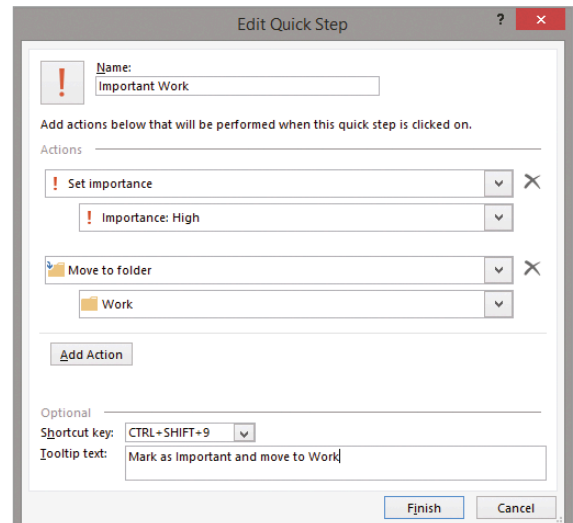 Edit Quick Step
?
Name:
Important Work
Add actions below that will be performed when this quick step is clicked on.
Actions
! Set importance
! Importance: High
Move to folder
Work
Add Action
Optional
Shortcut key: CTRL+SHIFT+9
Tooltip text: Mark as Important and move to Work
Finish Cancel